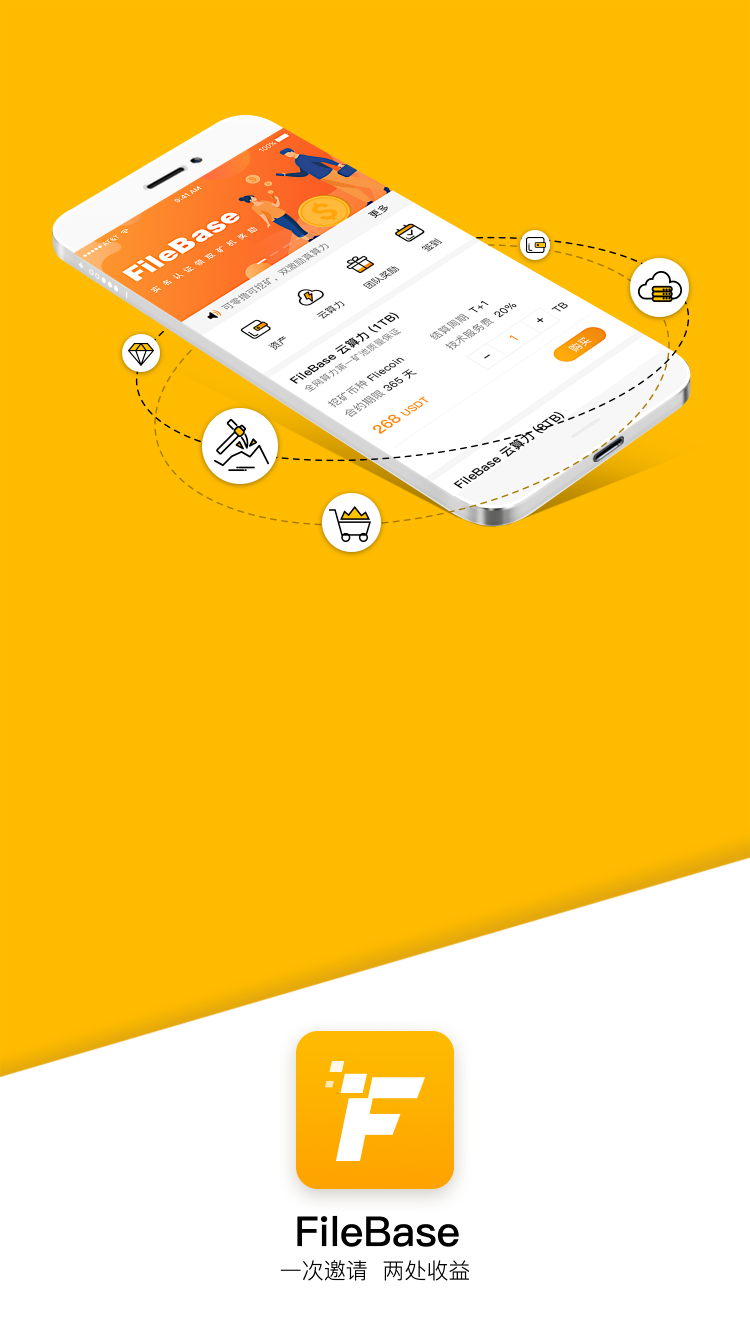 9:41 AM
100%
FileBase
实名认证领取矿机奖励
可零撸可挖矿，双激励真算力
更多
资产
云算力
团队奖励
签到
FileBase 云算力 (1TB)
全网算力第一矿池质量保证
挖矿币种 Filecoin
结算周期 T+1
合约期限 365 天
技术服务费 20%
268 USDT
− 1 + TB
购买
FileBase 云算力
FileBase
一次邀请 两处收益